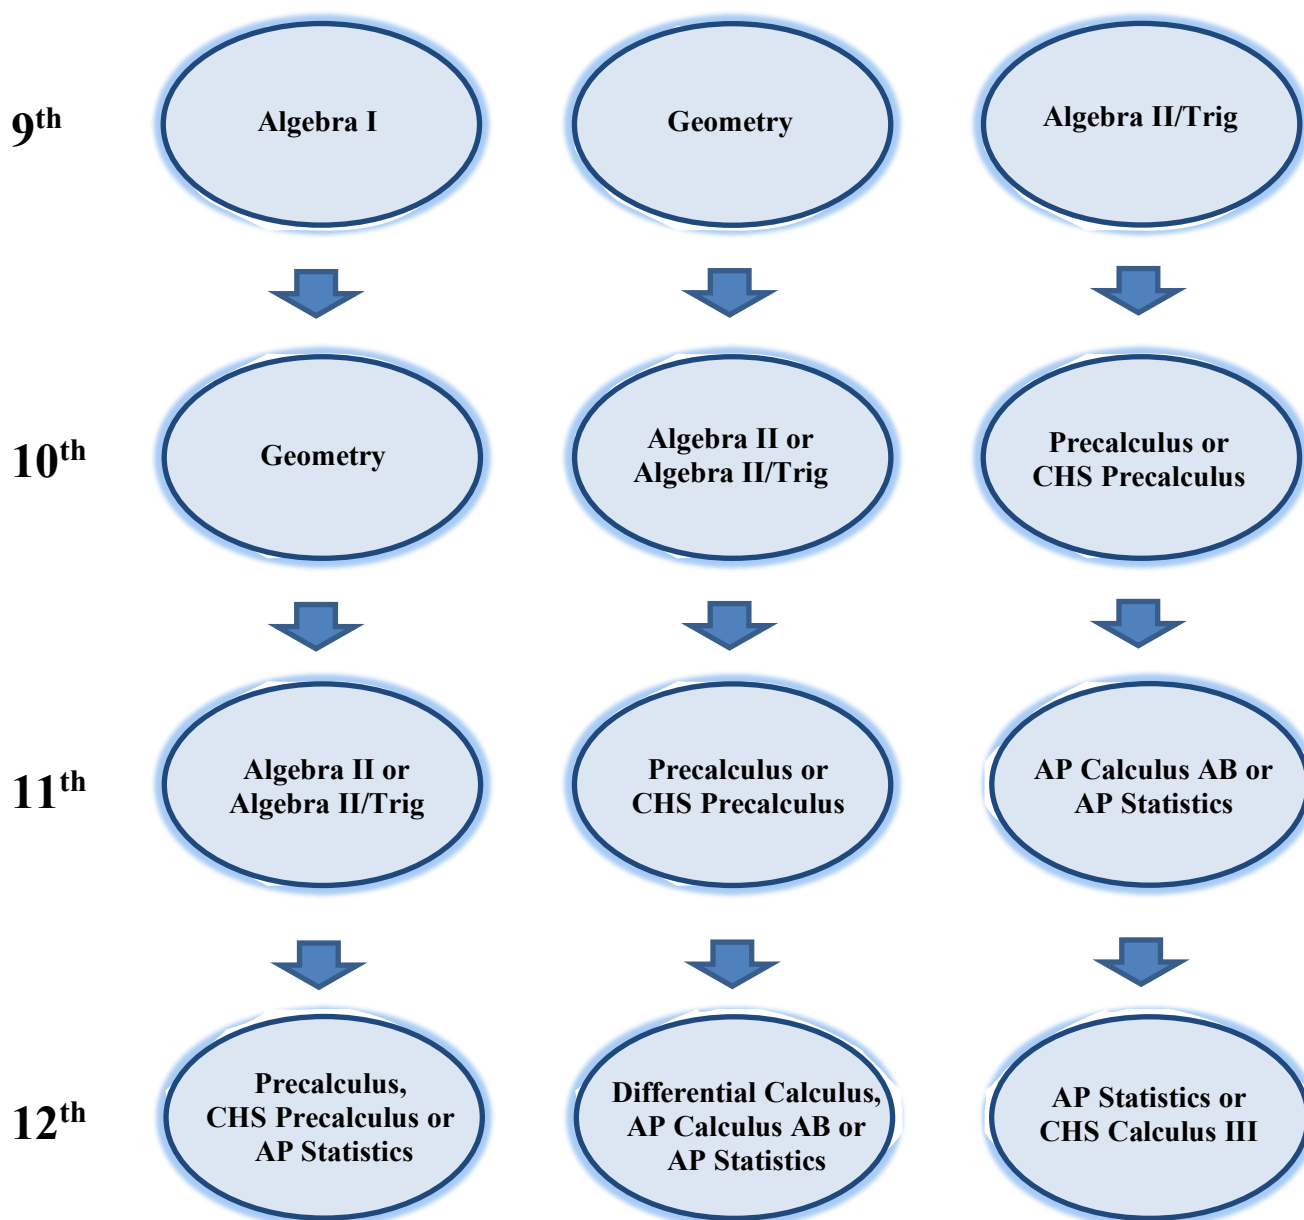 9th
Algebra I
Geometry
Algebra II/Trig
10th
Geometry
Algebra II or
Algebra II/Trig
Precalculus or
CHS Precalculus
11th
Algebra II or
Algebra II/Trig
Precalculus or
CHS Precalculus
AP Calculus AB or
AP Statistics
12th
Precalculus,
CHS Precalculus or
AP Statistics
Differential Calculus,
AP Calculus AB or
AP Statistics
AP Statistics or
CHS Calculus III